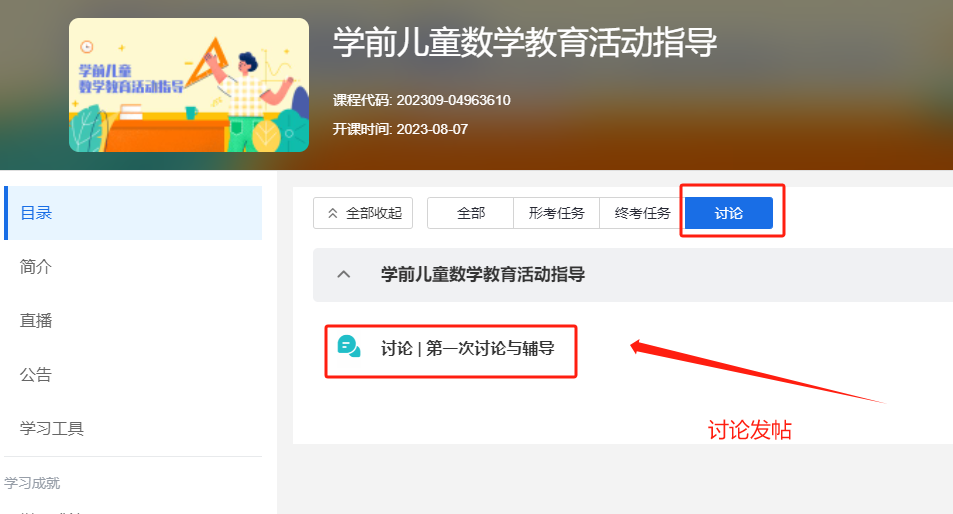 学前儿童数学教育活动指导
学前儿童
数学教育活动指导
课程代码: 202309-04963610
开课时间: 2023-08-07
目录
简介
直播
公告
学习工具
学习成就
全部收起
全部
形考任务
终考任务
讨论
学前儿童数学教育活动指导
讨论 | 第一次讨论与辅导
讨论发帖